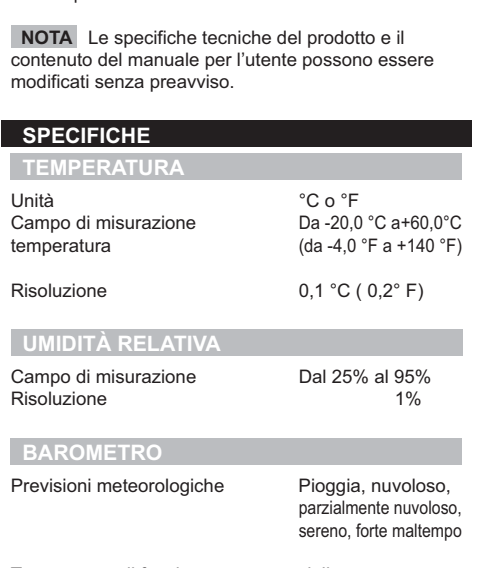 NOTA Le specifiche tecniche del prodotto e il
contenuto del manuale per l'utente possono essere
modificati senza preavviso.
SPECIFICHE
TEMPERATURA
Unità °C o °F
Campo di misurazione Da -20,0 °C a+60,0°C
temperatura (da -4,0 °F a +140 °F)
Risoluzione 0,1 °C ( 0,2° F)
UMIDITÀ RELATIVA
Campo di misurazione Dal 25% al 95%
Risoluzione 1%
BAROMETRO
Previsioni meteorologiche Pioggia, nuvoloso,
parzialmente nuvoloso,
sereno, forte maltempo